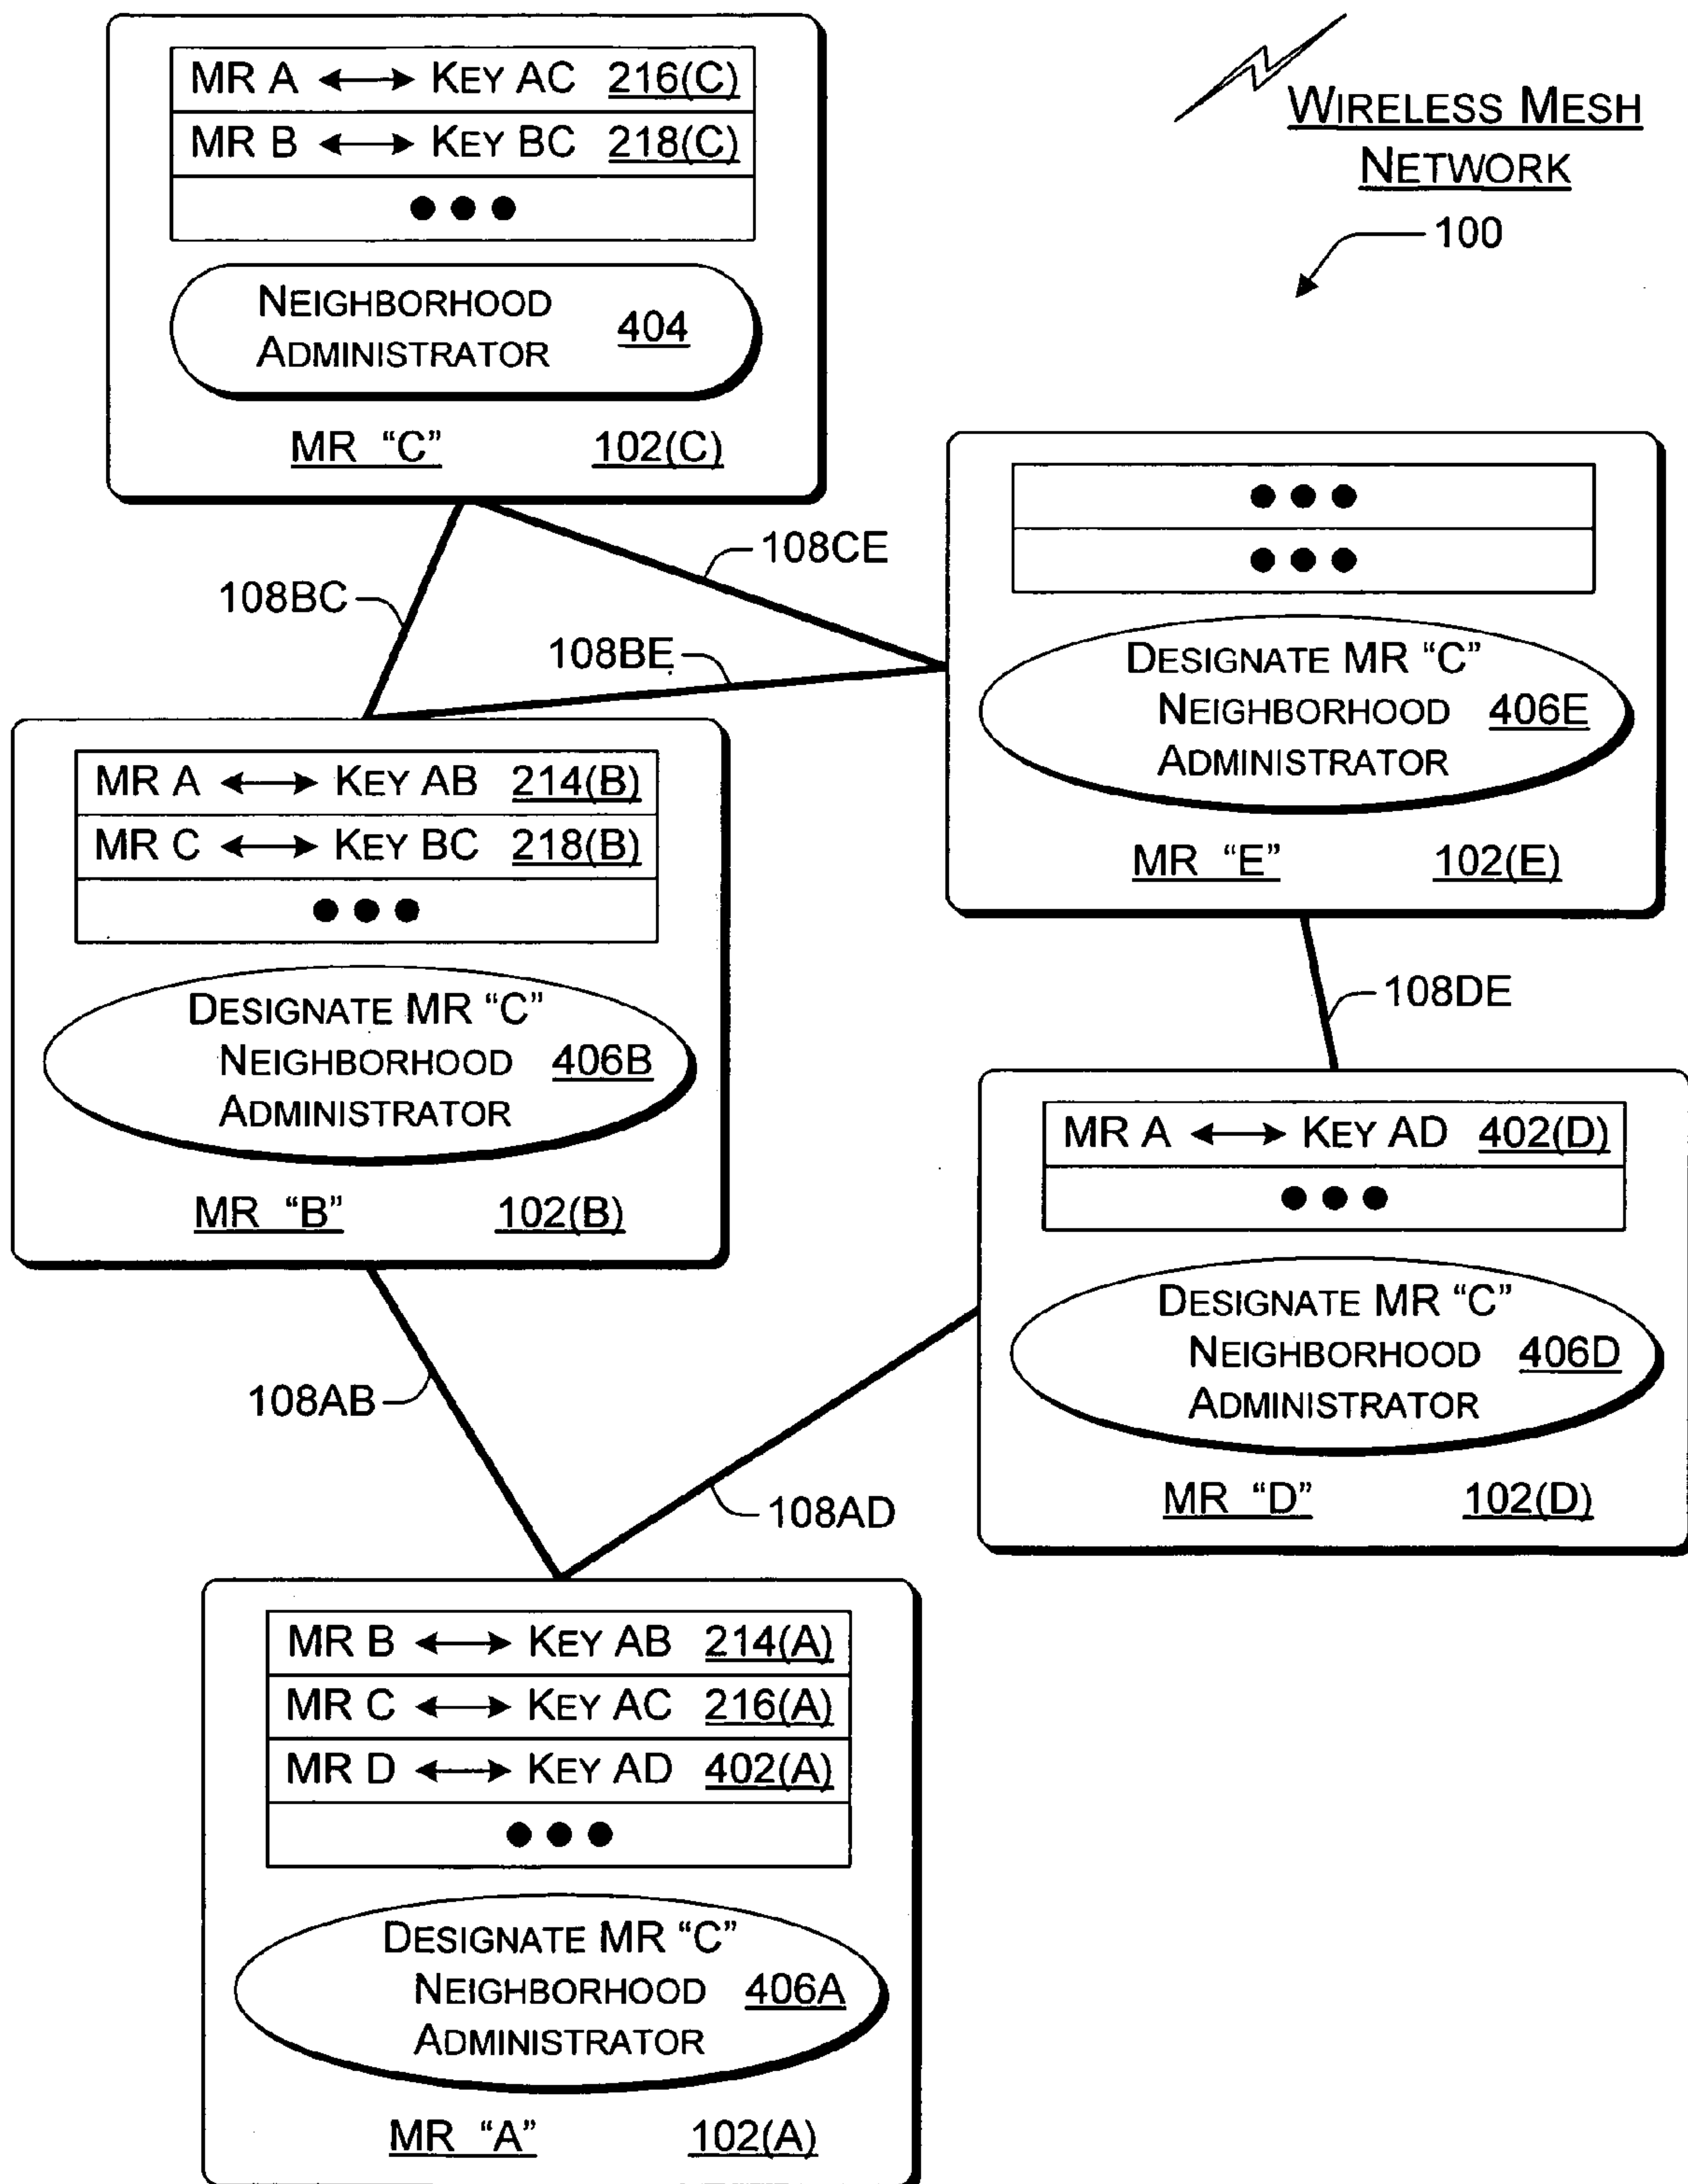 MR A ⟷ KEY AC 216(C)
MR B ⟷ KEY BC 218(C)
● ● ●
NEIGHBORHOOD
ADMINISTRATOR
404
MR “C” 102(C)
WIRELESS MESH
NETWORK
100
108BC
108CE
108BE
● ● ●
● ● ●
DESIGNATE MR “C”
NEIGHBORHOOD 406E
ADMINISTRATOR
MR “E” 102(E)
MR A ⟷ KEY AB 214(B)
MR C ⟷ KEY BC 218(B)
● ● ●
DESIGNATE MR “C”
NEIGHBORHOOD 406B
ADMINISTRATOR
MR “B” 102(B)
108DE
MR A ⟷ KEY AD 402(D)
● ● ●
DESIGNATE MR “C”
NEIGHBORHOOD 406D
ADMINISTRATOR
MR “D” 102(D)
108AB
108AD
MR B ⟷ KEY AB 214(A)
MR C ⟷ KEY AC 216(A)
MR D ⟷ KEY AD 402(A)
● ● ●
DESIGNATE MR “C”
NEIGHBORHOOD 406A
ADMINISTRATOR
MR “A” 102(A)